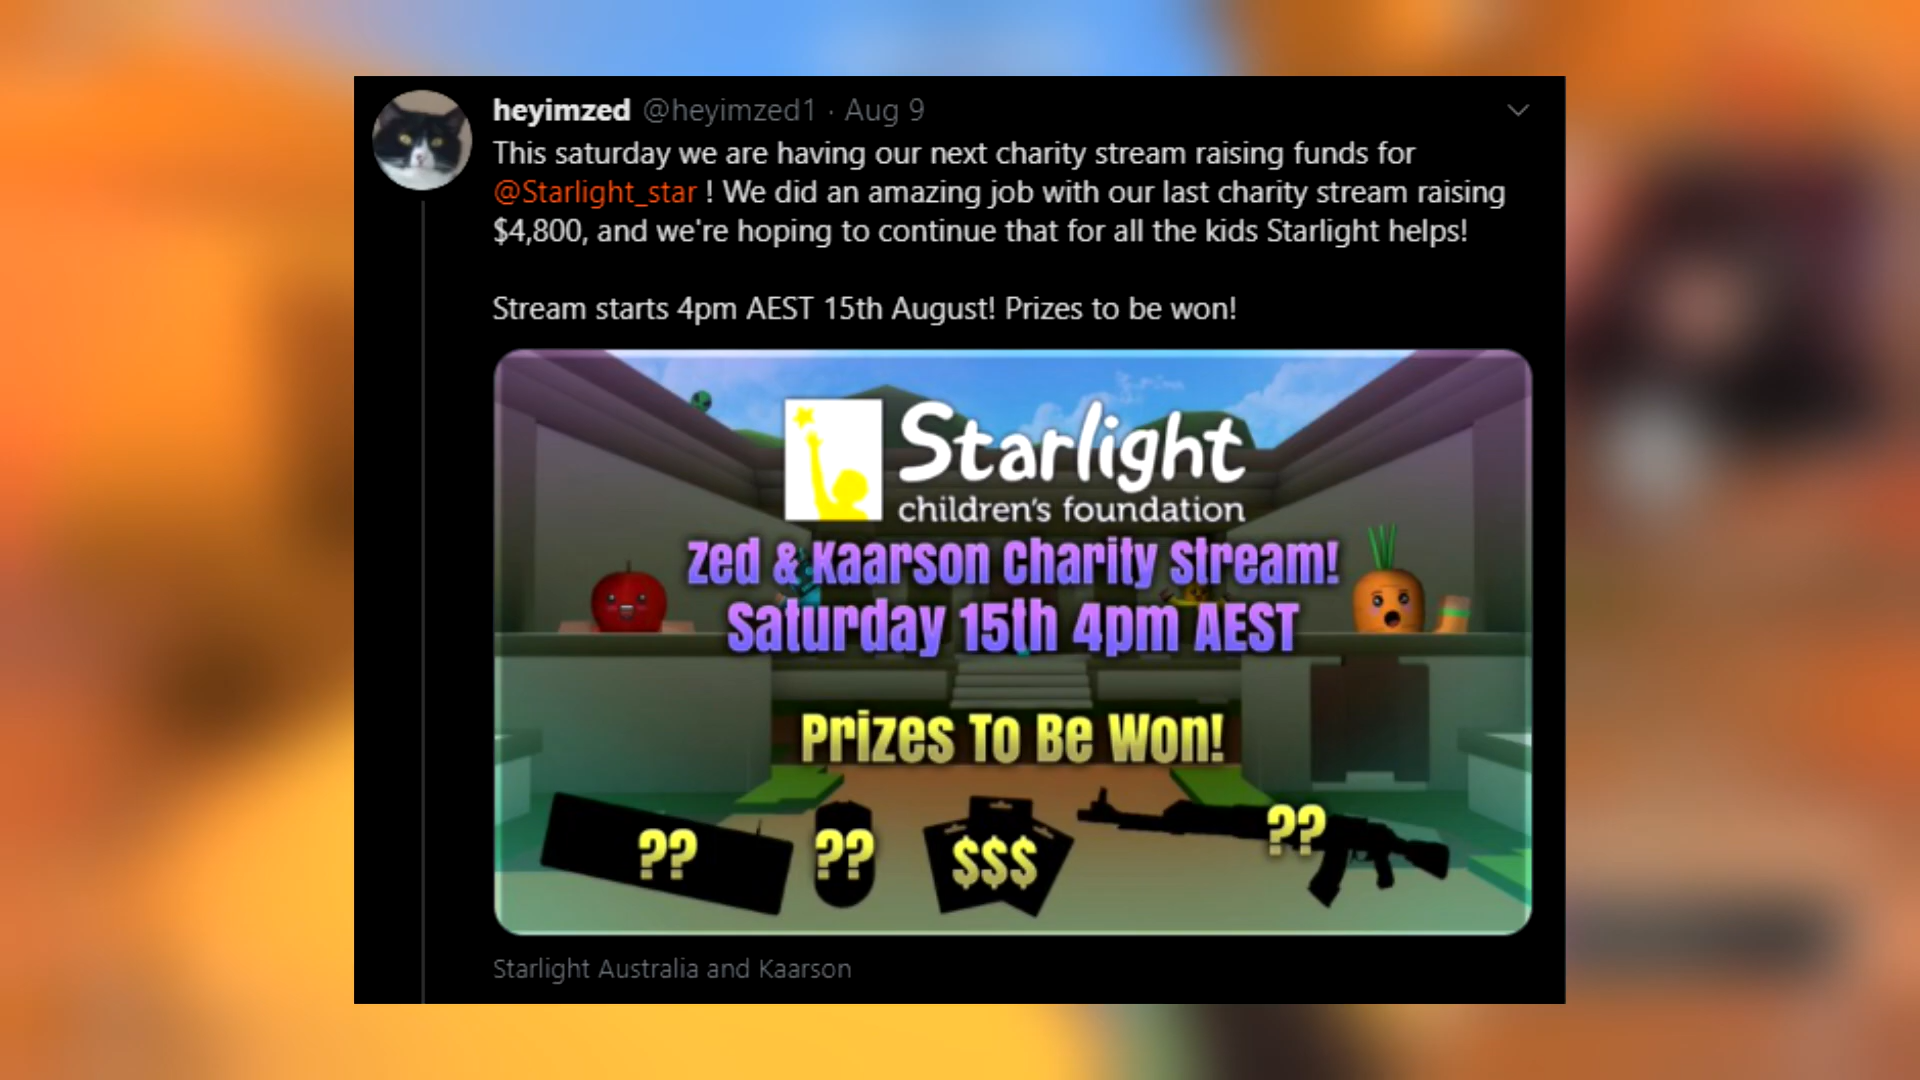 heyimzed @heyimzed1 · Aug 9
This saturday we are having our next charity stream raising funds for
@Starlight_star ! We did an amazing job with our last charity stream raising
$4,800, and we're hoping to continue that for all the kids Starlight helps!
Stream starts 4pm AEST 15th August! Prizes to be won!
Starlight
children's foundation
Zed & Kaarson Charity Stream!
Saturday 15th 4pm AEST
Prizes To Be Won!
?? ?? $$$ ??
Starlight Australia and Kaarson